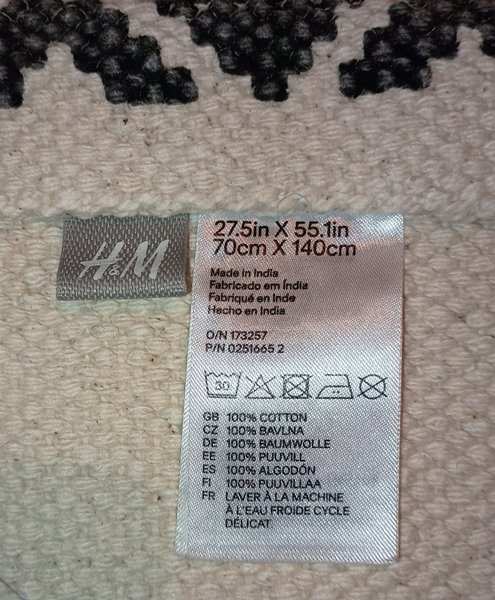 H&M
27.5in X 55.1in
70cm X 140cm
Made in India
Fabricado em Índia
Fabriqué en Inde
Hecho en India
O/N 173257
P/N 0251665 2
30
GB 100% COTTON
CZ 100% BAVLNA
DE 100% BAUMWOLLE
EE 100% PUUVILL
ES 100% ALGODÓN
FI 100% PUUVILLAA
FR LAVER À LA MACHINE
À L'EAU FROIDE CYCLE
DÉLICAT.